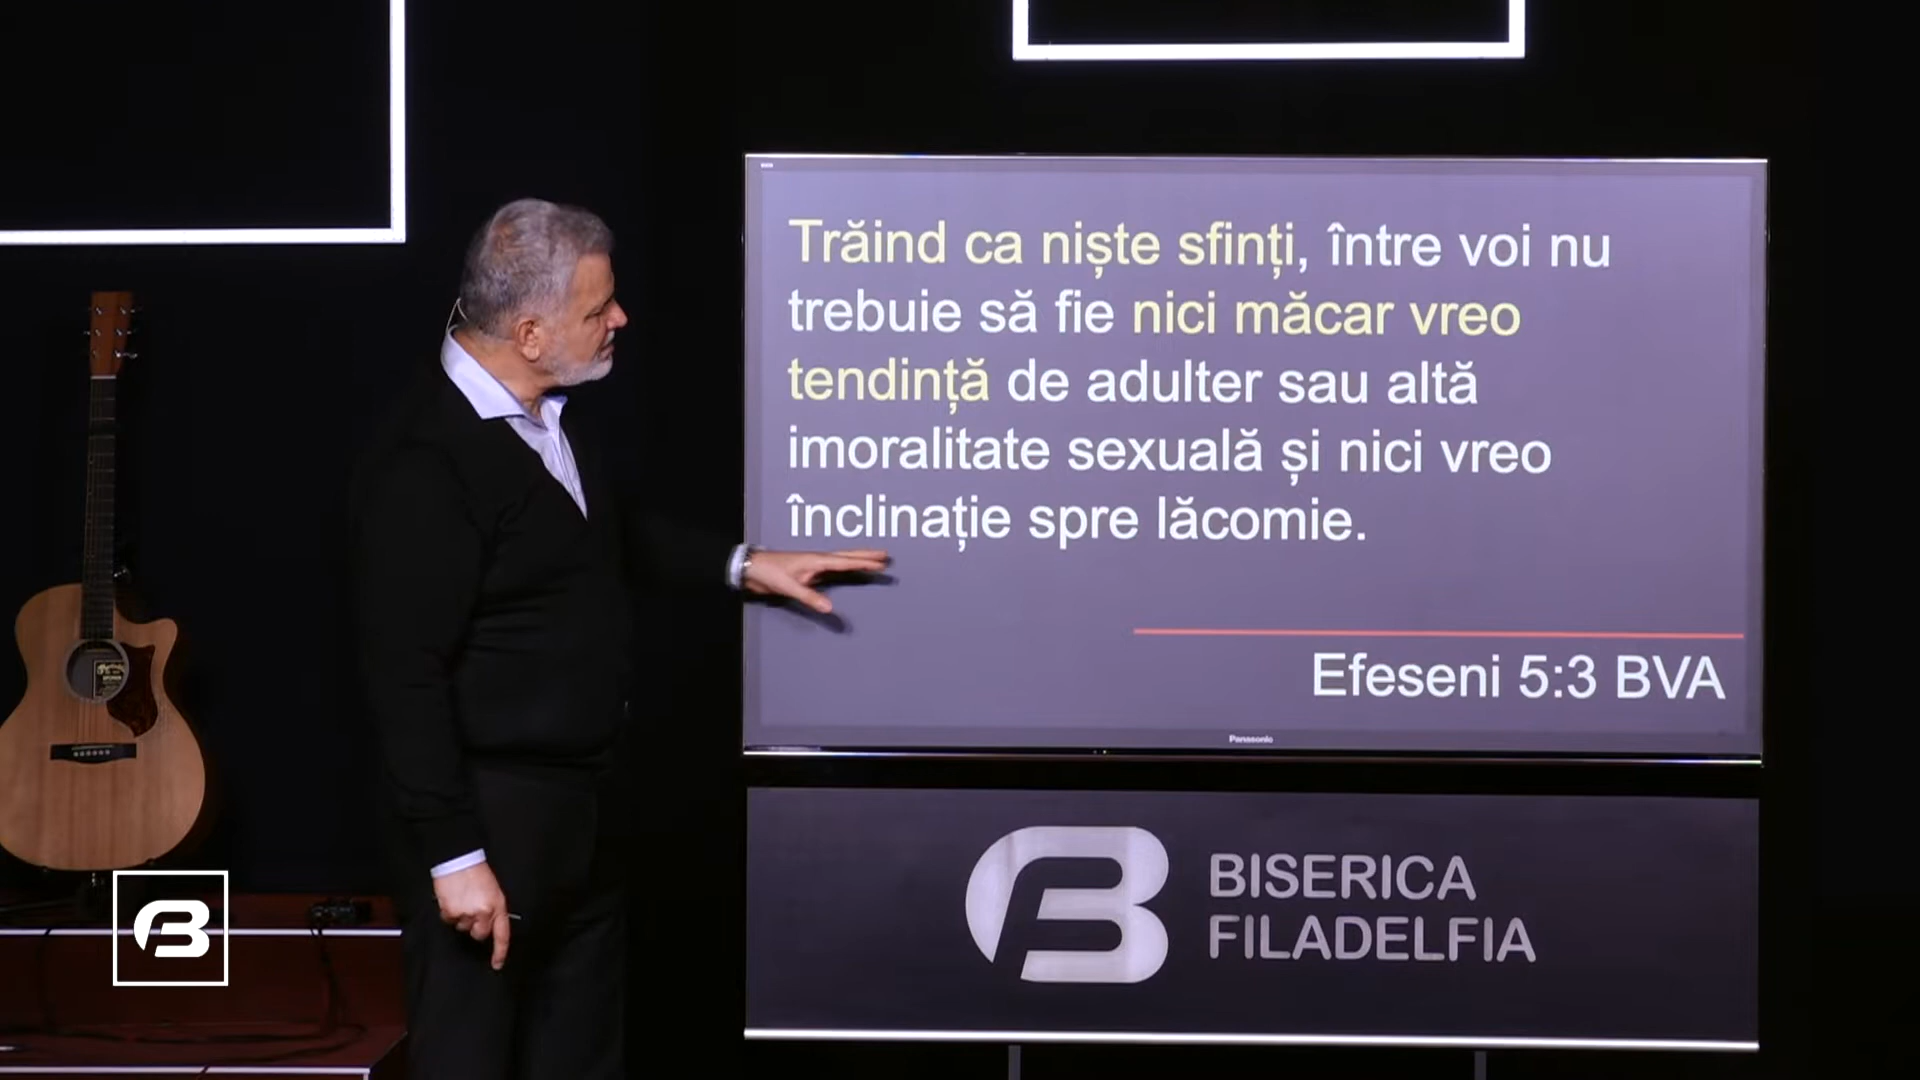 Trăind ca niște sfinți, între voi nu
trebuie să fie nici măcar vreo
tendință de adulter sau altă
imoralitate sexuală și nici vreo
înclinație spre lăcomie.
Efeseni 5:3 BVA
Panasonic
BISERICA
FILADELFIA